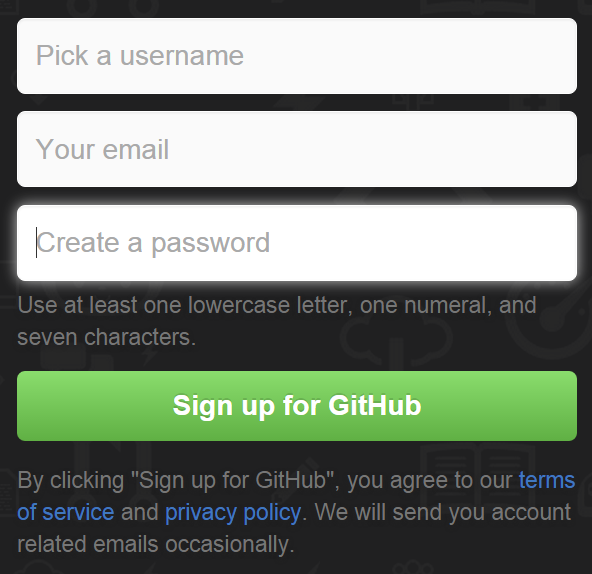 Pick a username
Your email
Create a password
Use at least one lowercase letter, one numeral, and
seven characters.
Sign up for GitHub
By clicking "Sign up for GitHub", you agree to our terms
of service and privacy policy. We will send you account
related emails occasionally.